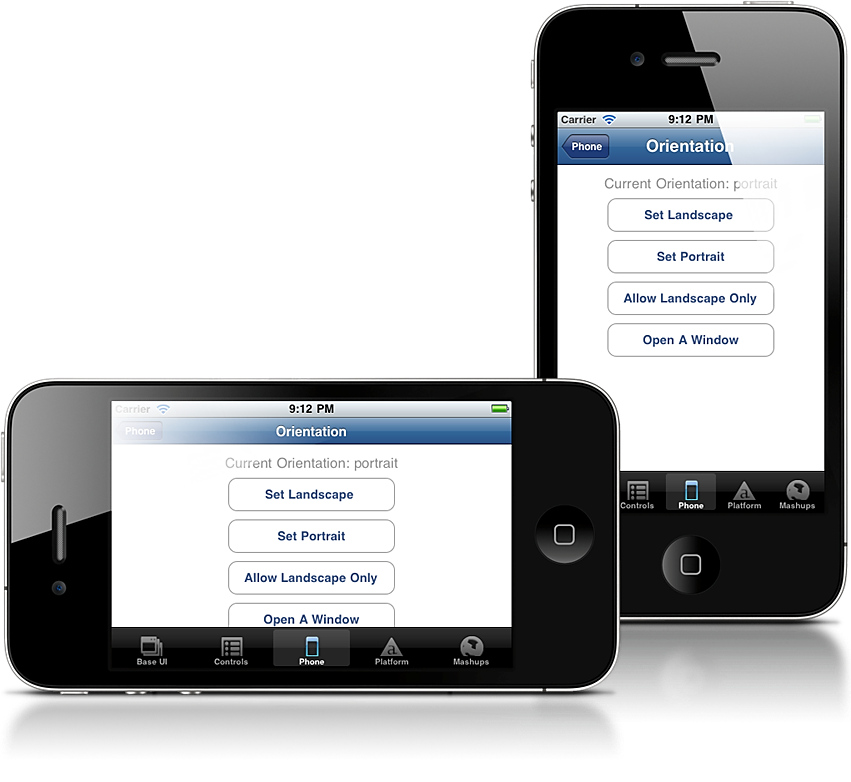 Carrier 9:12 PM
Phone Orientation
Current Orientation: portrait
Set Landscape
Set Portrait
Allow Landscape Only
Open A Window
Controls Phone Platform Mashups
Carrier 9:12 PM
Phone Orientation
Current Orientation: portrait
Set Landscape
Set Portrait
Allow Landscape Only
Open A Window
Base UI Controls Phone Platform Mashups